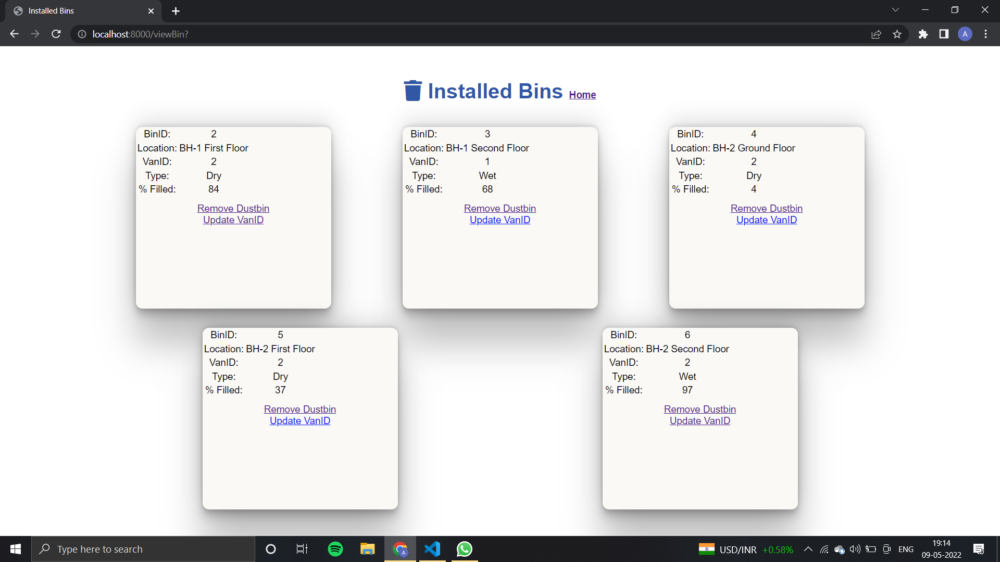 Installed Bins
localhost:8000/viewBin?
A
Installed Bins Home
BinID: 2
Location: BH-1 First Floor
VanID: 2
Type: Dry
% Filled: 84
Remove Dustbin
Update VanID
BinID: 3
Location: BH-1 Second Floor
VanID: 1
Type: Wet
% Filled: 68
Remove Dustbin
Update VanID
BinID: 4
Location: BH-2 Ground Floor
VanID: 2
Type: Dry
% Filled: 4
Remove Dustbin
Update VanID
BinID: 5
Location: BH-2 First Floor
VanID: 2
Type: Dry
% Filled: 37
Remove Dustbin
Update VanID
BinID: 6
Location: BH-2 Second Floor
VanID: 2
Type: Wet
% Filled: 97
Remove Dustbin
Update VanID
Type here to search
A
USD/INR +0.58%
ENG
19:14
09-05-2022